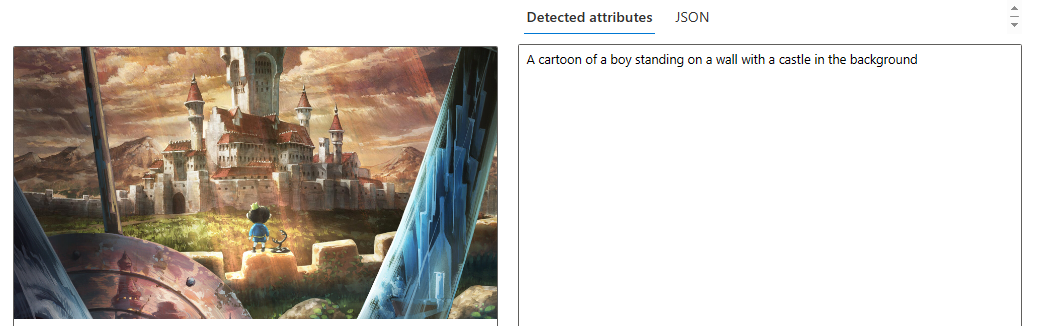 Detected attributes
JSON
A cartoon of a boy standing on a wall with a castle in the background